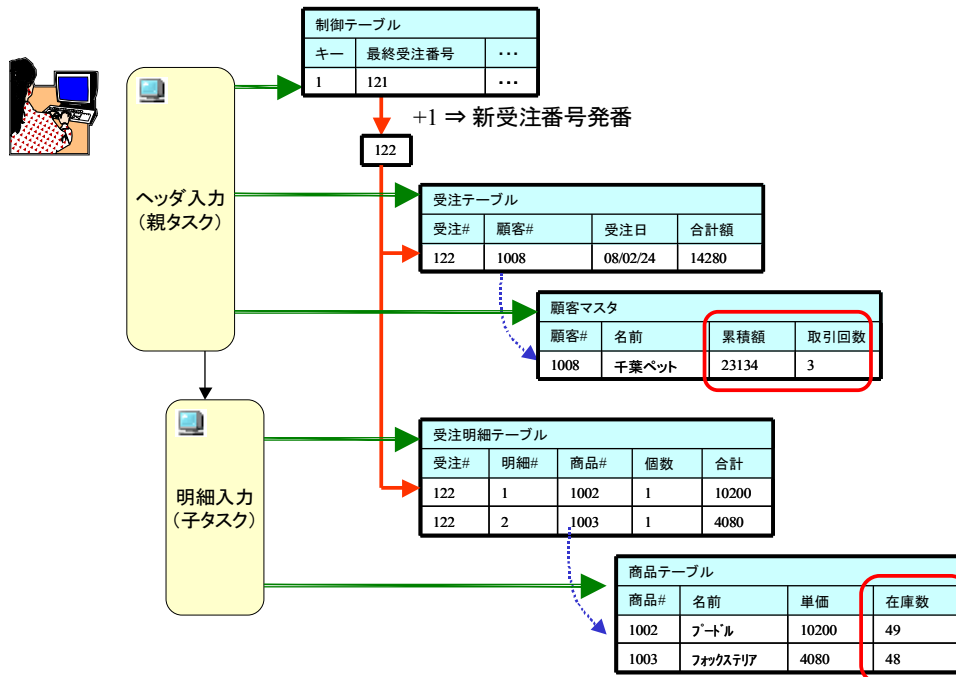 制御テーブル
キー 最終受注番号 ···
1 121 ···
+1 ⇒ 新受注番号発番
122
ヘッダ入力
(親タスク)
受注テーブル
受注# 顧客# 受注日 合計額
122 1008 08/02/24 14280
顧客マスタ
顧客# 名前 累積額 取引回数
1008 千葉ペット 23134 3
明細入力
(子タスク)
受注明細テーブル
受注# 明細# 商品# 個数 合計
122 1 1002 1 10200
122 2 1003 1 4080
商品テーブル
商品# 名前 単価 在庫数
1002 プードル 10200 49
1003 フォックステリア 4080 48